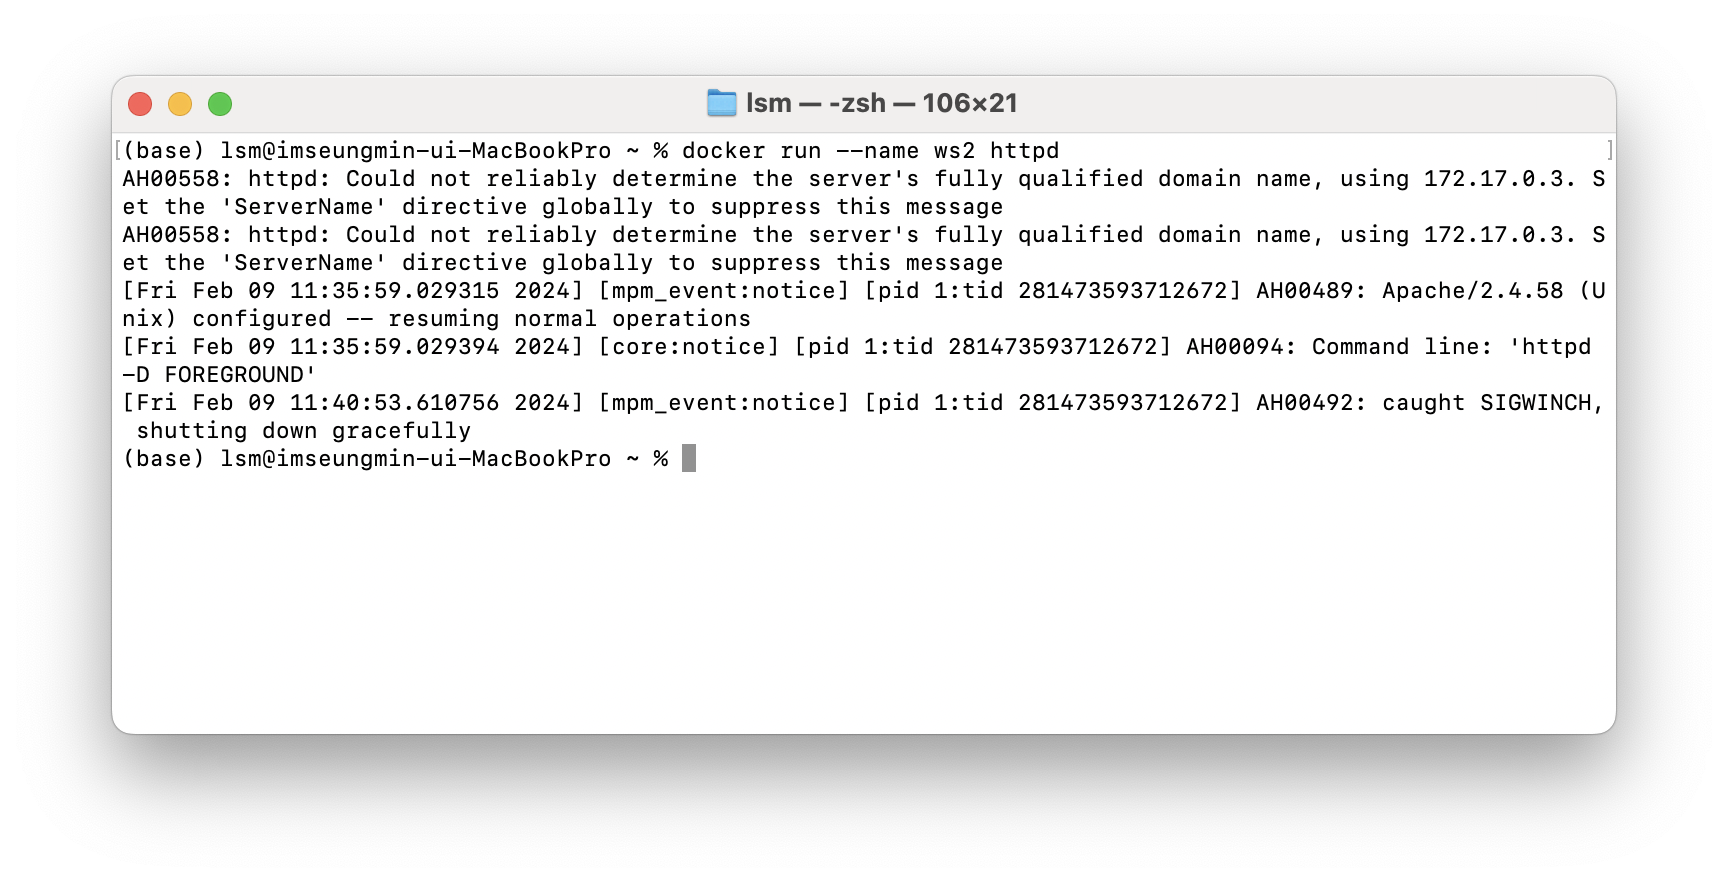 lsm — -zsh — 106×21
(base) lsm@imseungmin-ui-MacBookPro ~ % docker run --name ws2 httpd
AH00558: httpd: Could not reliably determine the server's fully qualified domain name, using 172.17.0.3. S
et the 'ServerName' directive globally to suppress this message
AH00558: httpd: Could not reliably determine the server's fully qualified domain name, using 172.17.0.3. S
et the 'ServerName' directive globally to suppress this message
[Fri Feb 09 11:35:59.029315 2024] [mpm_event:notice] [pid 1:tid 281473593712672] AH00489: Apache/2.4.58 (U
nix) configured -- resuming normal operations
[Fri Feb 09 11:35:59.029394 2024] [core:notice] [pid 1:tid 281473593712672] AH00094: Command line: 'httpd
-D FOREGROUND'
[Fri Feb 09 11:40:53.610756 2024] [mpm_event:notice] [pid 1:tid 281473593712672] AH00492: caught SIGWINCH,
 shutting down gracefully
(base) lsm@imseungmin-ui-MacBookPro ~ %